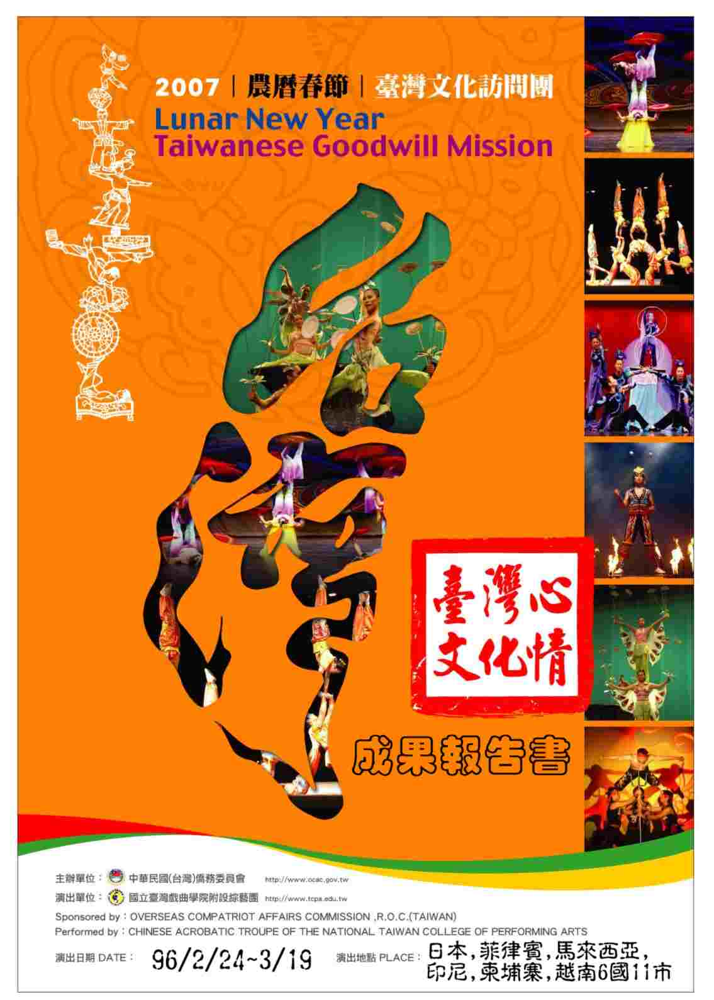 2007 | 農曆春節 | 臺灣文化訪問團
Lunar New Year
Taiwanese Goodwill Mission
台灣
臺灣心
文化情
成果報告書
主辦單位： 中華民國(台灣)僑務委員會 http://www.ocac.gov.tw
演出單位： 國立臺灣戲曲學院附設綜藝團 http://www.tcpa.edu.tw
Sponsored by：OVERSEAS COMPATRIOT AFFAIRS COMMISSION ,R.O.C.(TAIWAN)
Performed by：CHINESE ACROBATIC TROUPE OF THE NATIONAL TAIWAN COLLEGE OF PERFORMING ARTS
演出日期 DATE： 96/2/24~3/19 演出地點 PLACE：日本,菲律賓,馬來西亞,
印尼,柬埔寨,越南6國11市